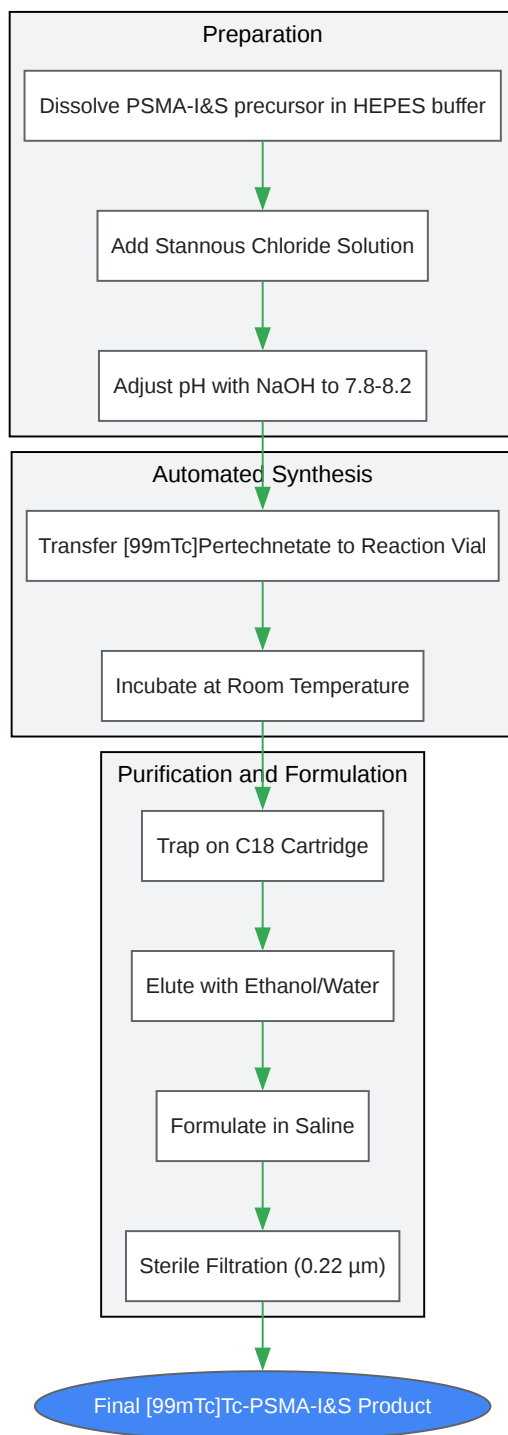 Preparation
Dissolve PSMA-I&S precursor in HEPES buffer
Add Stannous Chloride Solution
Adjust pH with NaOH to 7.8-8.2
Automated Synthesis
Transfer [99mTc]Pertechnetate to Reaction Vial
Incubate at Room Temperature
Purification and Formulation
Trap on C18 Cartridge
Elute with Ethanol/Water
Formulate in Saline
Sterile Filtration (0.22 µm)
Final [99mTc]Tc-PSMA-I&S Product